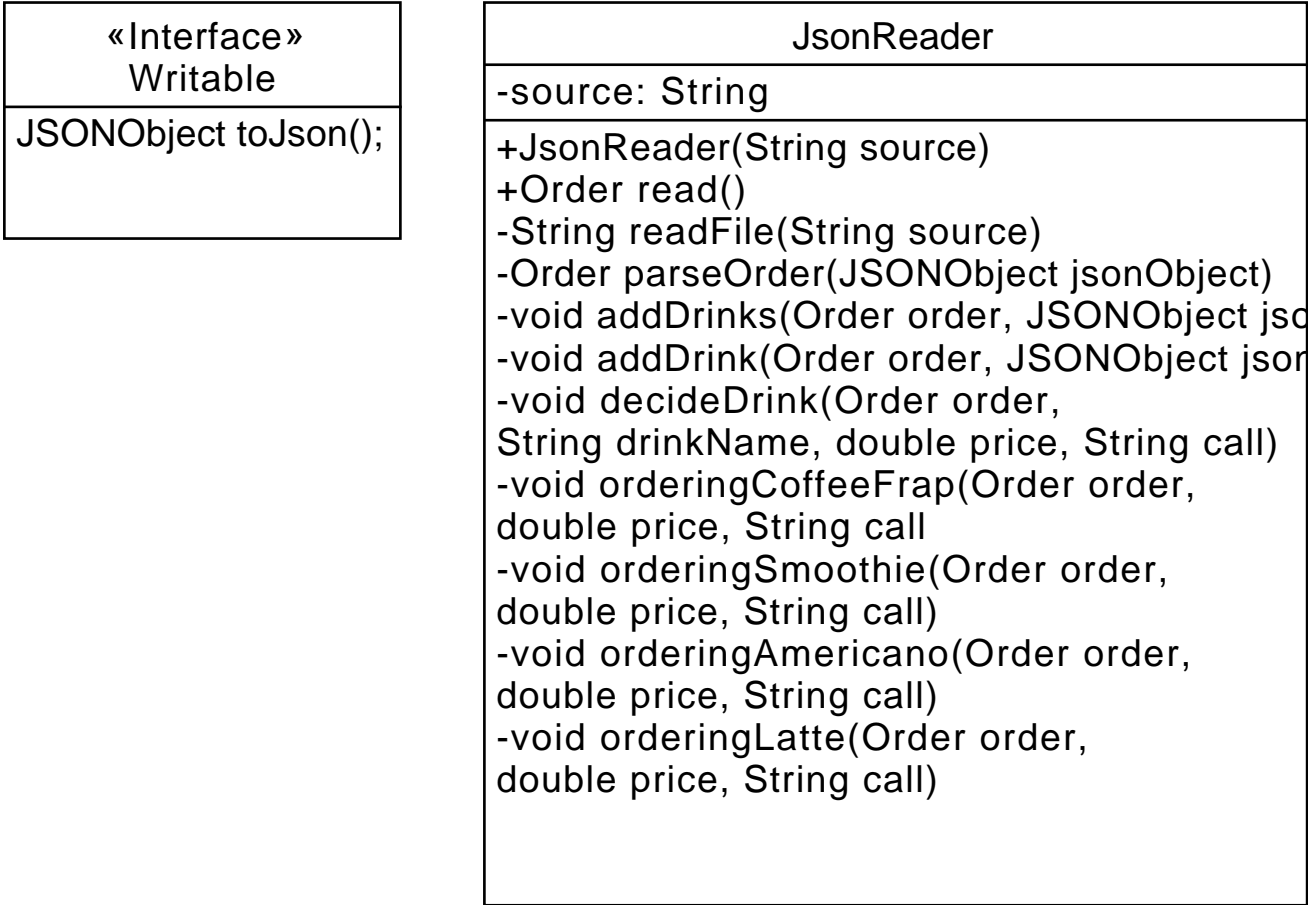 «Interface»
Writable
JSONObject toJson();
JsonReader
-source: String
+JsonReader(String source)
+Order read()
-String readFile(String source)
-Order parseOrder(JSONObject jsonObject)
-void addDrinks(Order order, JSONObject
-void addDrink(Order order, JSONObject
-void decideDrink(Order order,
String drinkName, double price, String call)
-void orderingCoffeeFrap(Order order,
double price, String call
-void orderingSmoothie(Order order,
double price, String call)
-void orderingAmericano(Order order,
double price, String call)
-void orderingLatte(Order order,
double price, String call)